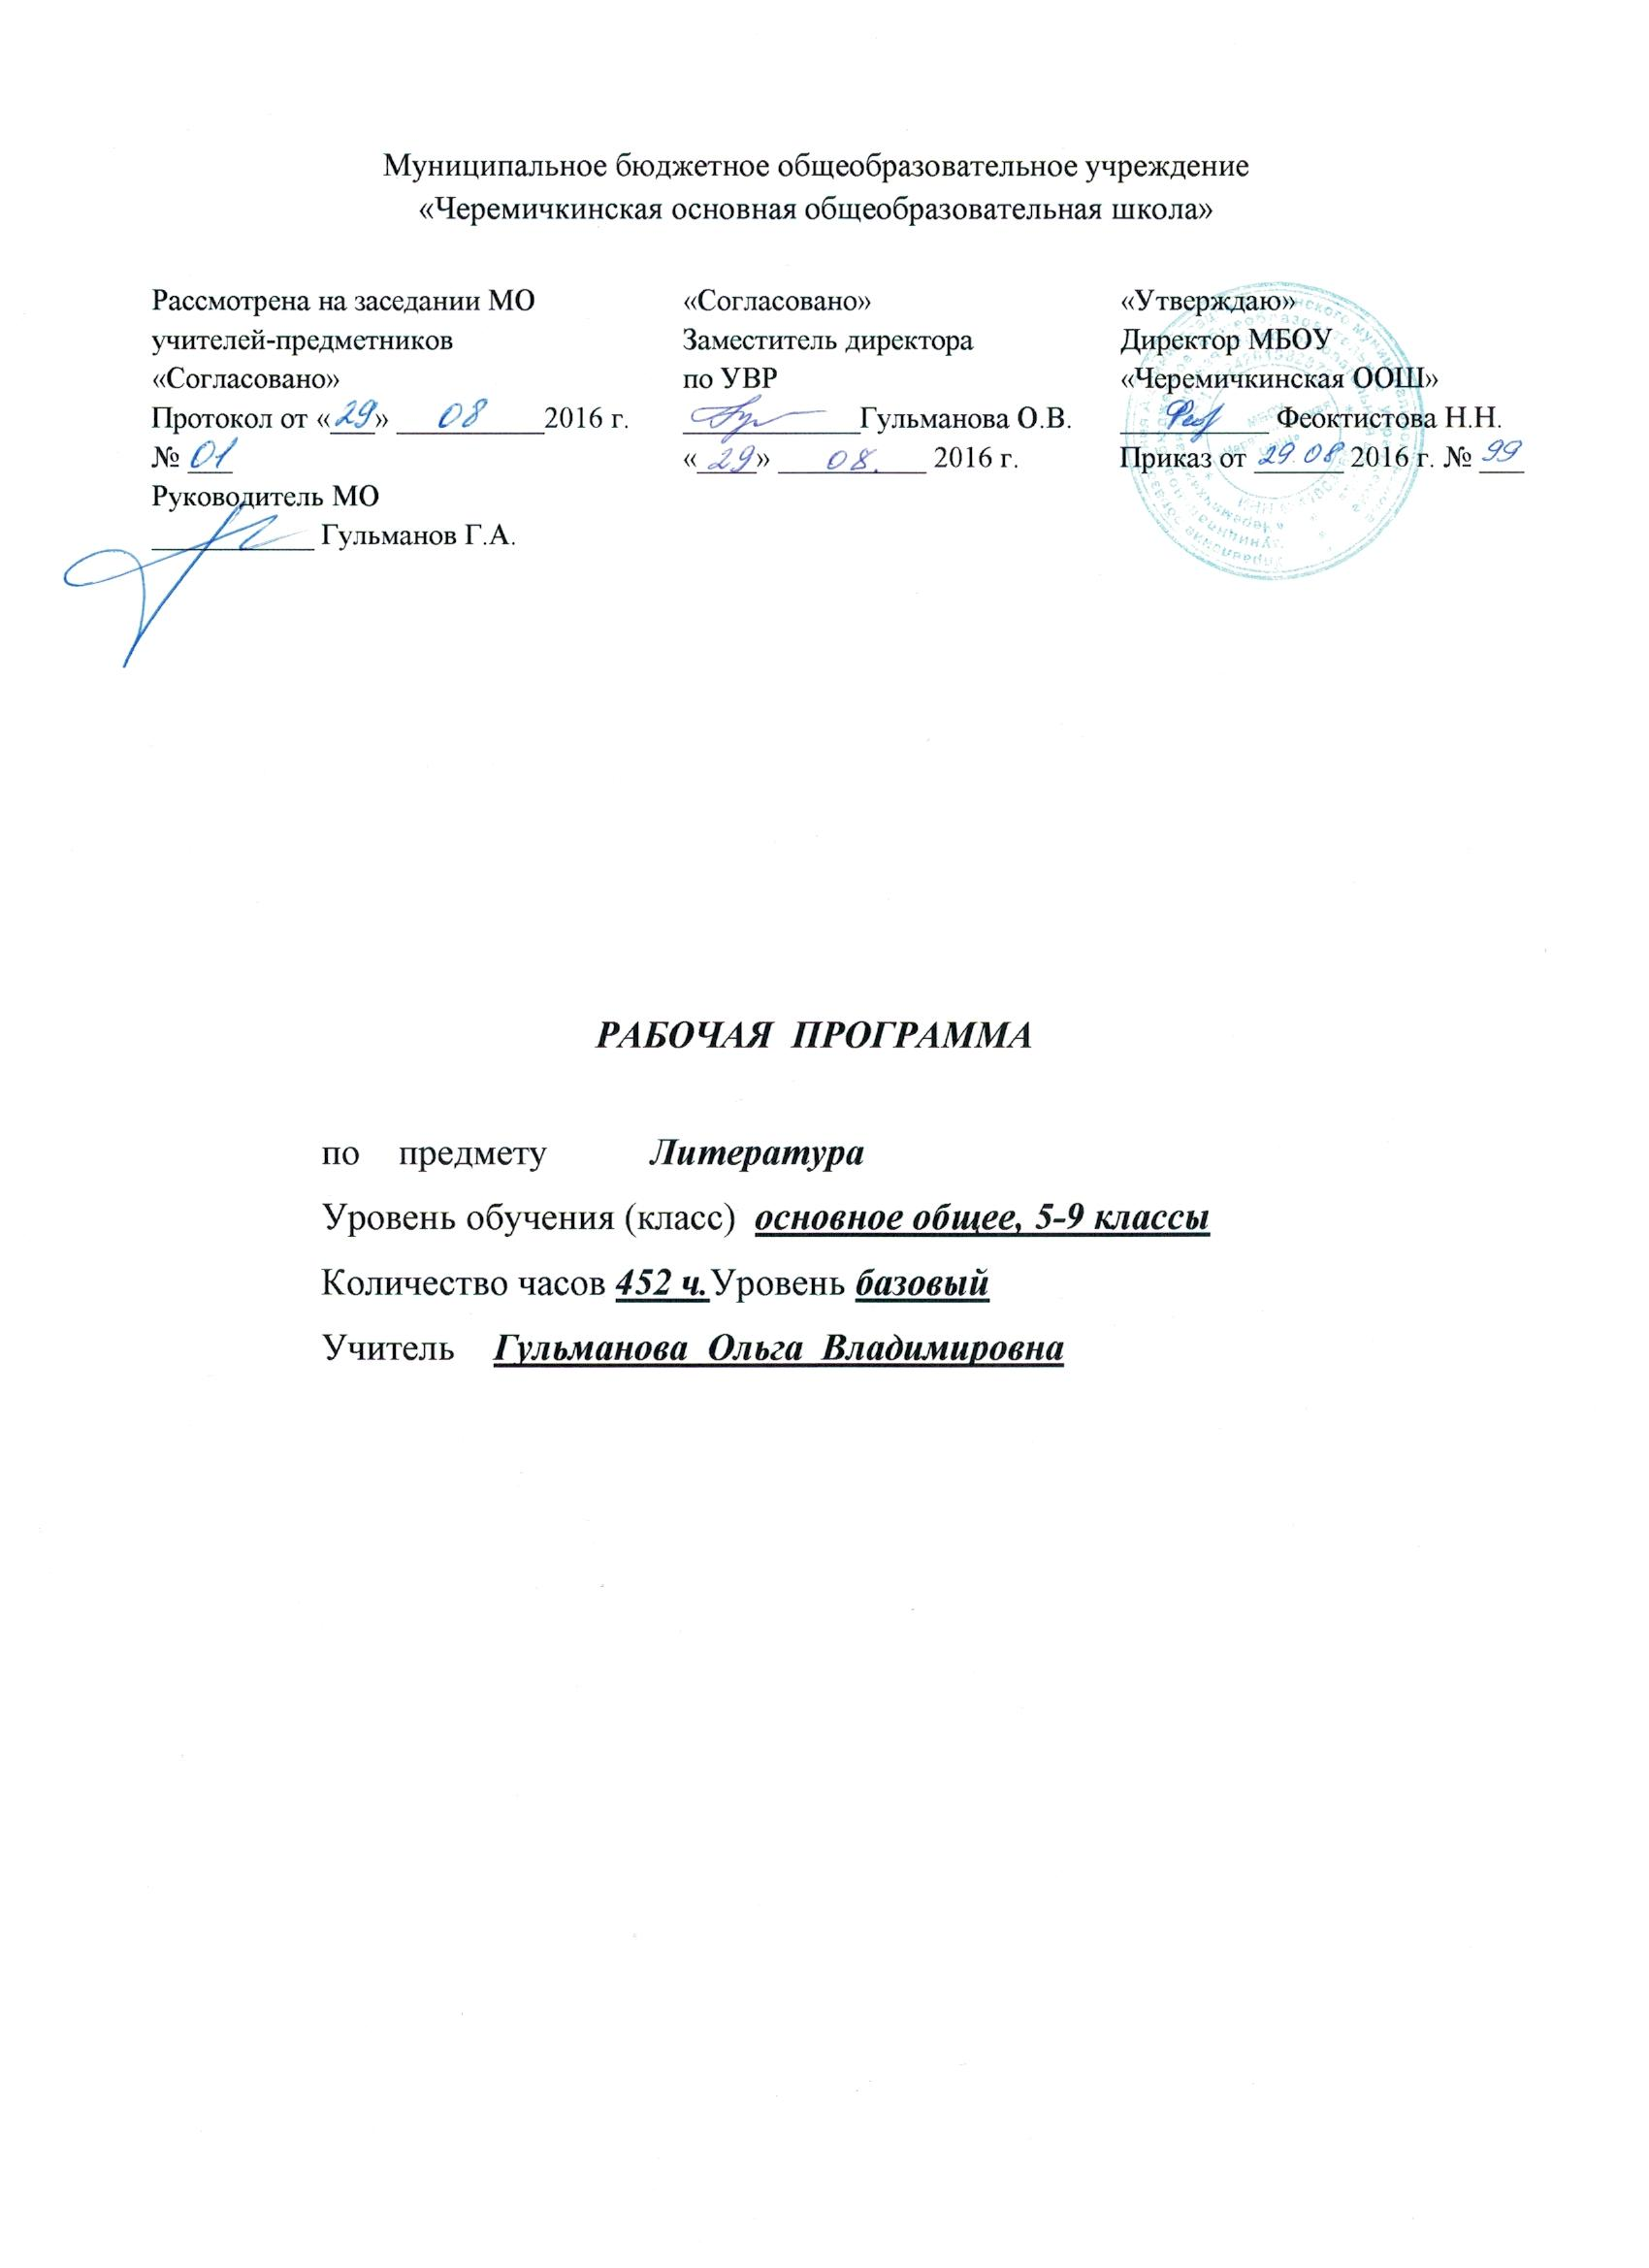 Муниципальное бюджетное общеобразовательное учреждение
«Черемичкинская основная общеобразовательная школа»
Рассмотрена на заседании МО
учителей-предметников
«Согласовано»
Протокол от «29» 08 2016 г.
№ 01
Руководитель МО
Гульманов Г.А.
«Согласовано»
Заместитель директора
по УВР
Гульманова О.В.
«29» 08. 2016 г.
«Утверждаю»
Директор МБОУ
«Черемичкинская ООШ»
Феоктистова Н.Н.
Приказ от 29.08 2016 г. № 99
РАБОЧАЯ ПРОГРАММА
по предмету Литература
Уровень обучения (класс) основное общее, 5-9 классы
Количество часов 452 ч. Уровень базовый
Учитель Гульманова Ольга Владимировна